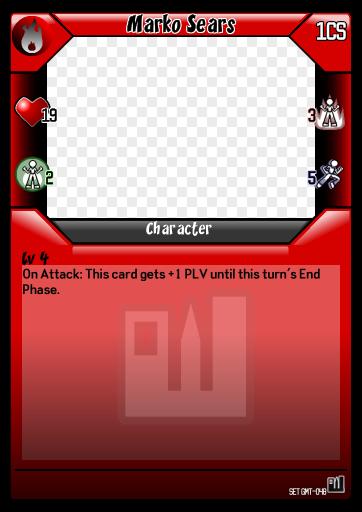 Marko Sears
1CS
19
3
2
5
Character
Lv 4
On Attack: This card gets +1 PLV until this turn's End
Phase.
SET GMT-046